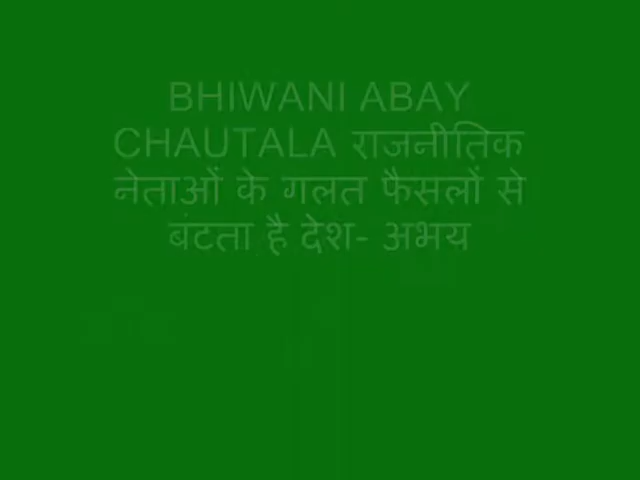 BHIWANI ABAY
CHAUTALA राजनीतिक
नेताओं के गलत फैसलों से
बंटता है देश- अभय